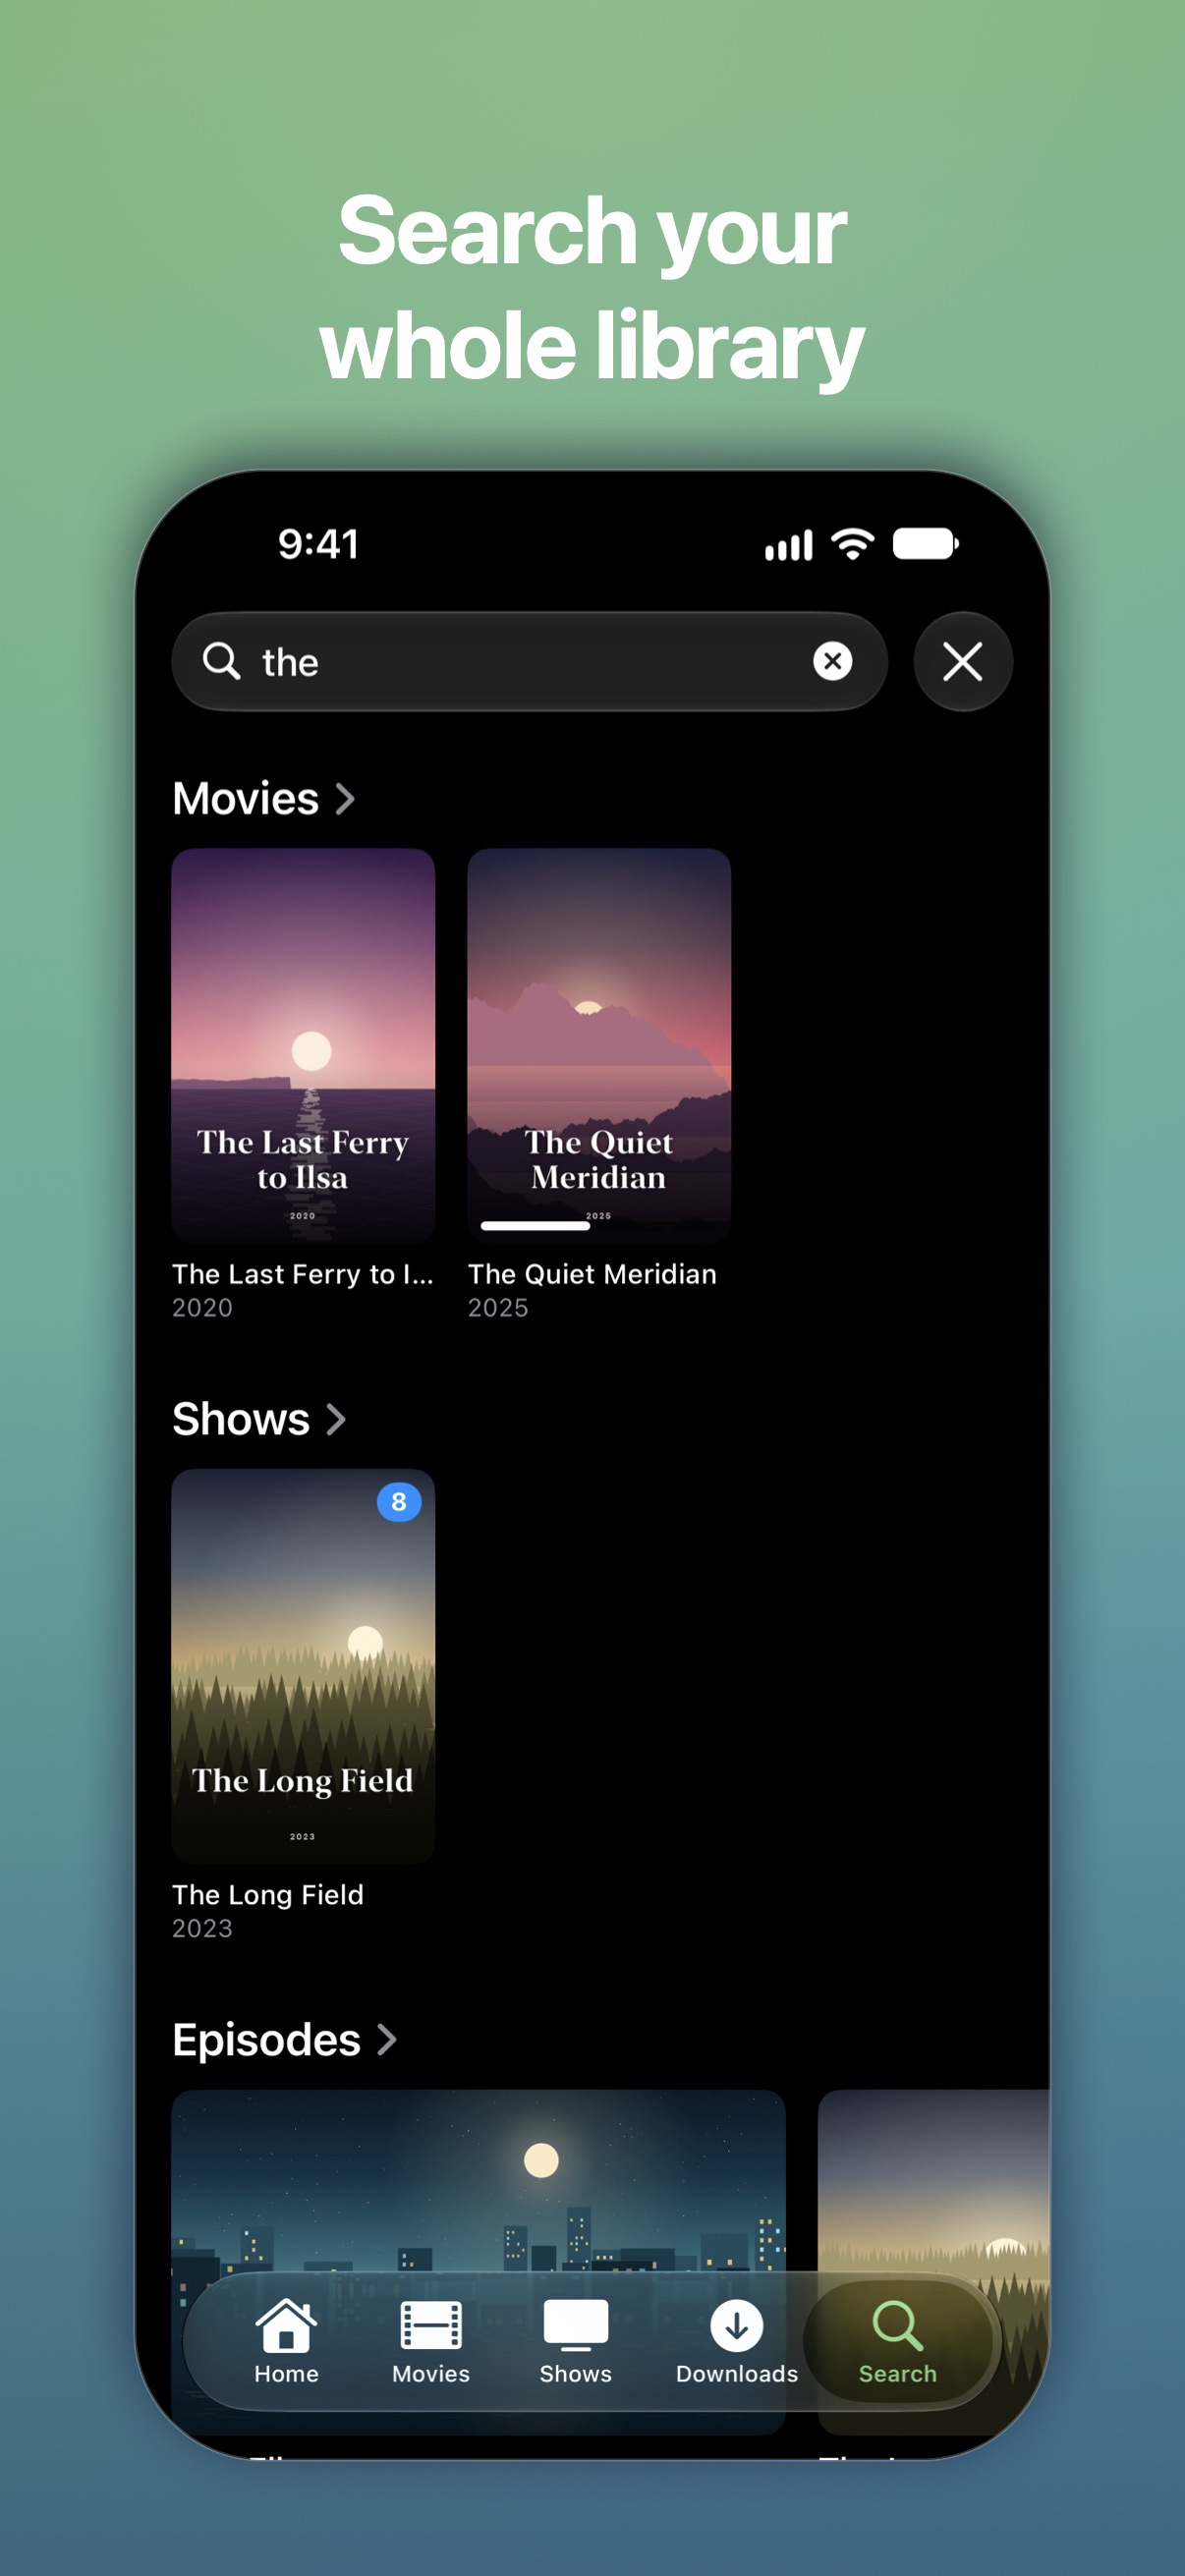 Search your
whole library
9:41
the
Movies
The Last Ferry
to Ilsa
2020
The Quiet
Meridian
2025
The Last Ferry to I...
2020
The Quiet Meridian
2025
Shows
8
The Long Field
2023
The Long Field
2023
Episodes
Home
Movies
Shows
Downloads
Search